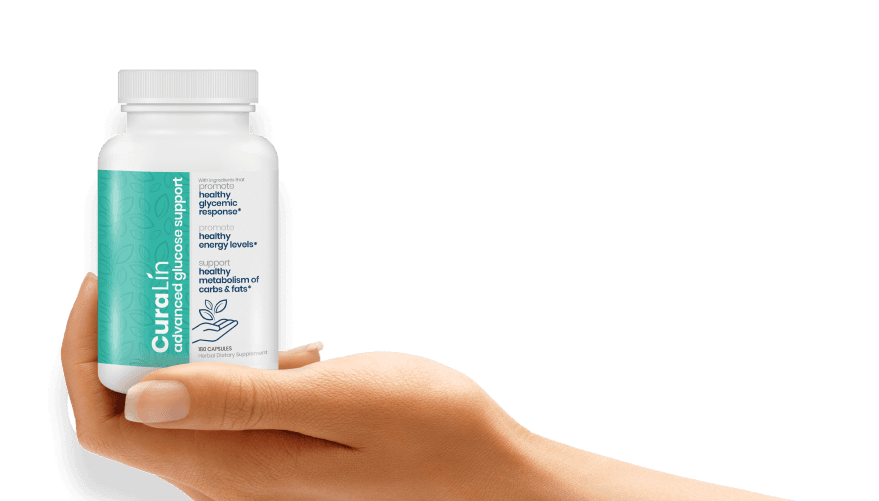 CuraLin
advanced glucose support
With ingredients that
promote
healthy
glycemic
response*
promote
healthy
energy levels*
support
healthy
metabolism of
carbs & fats*
180 CAPSULES
Herbal Dietary Supplement